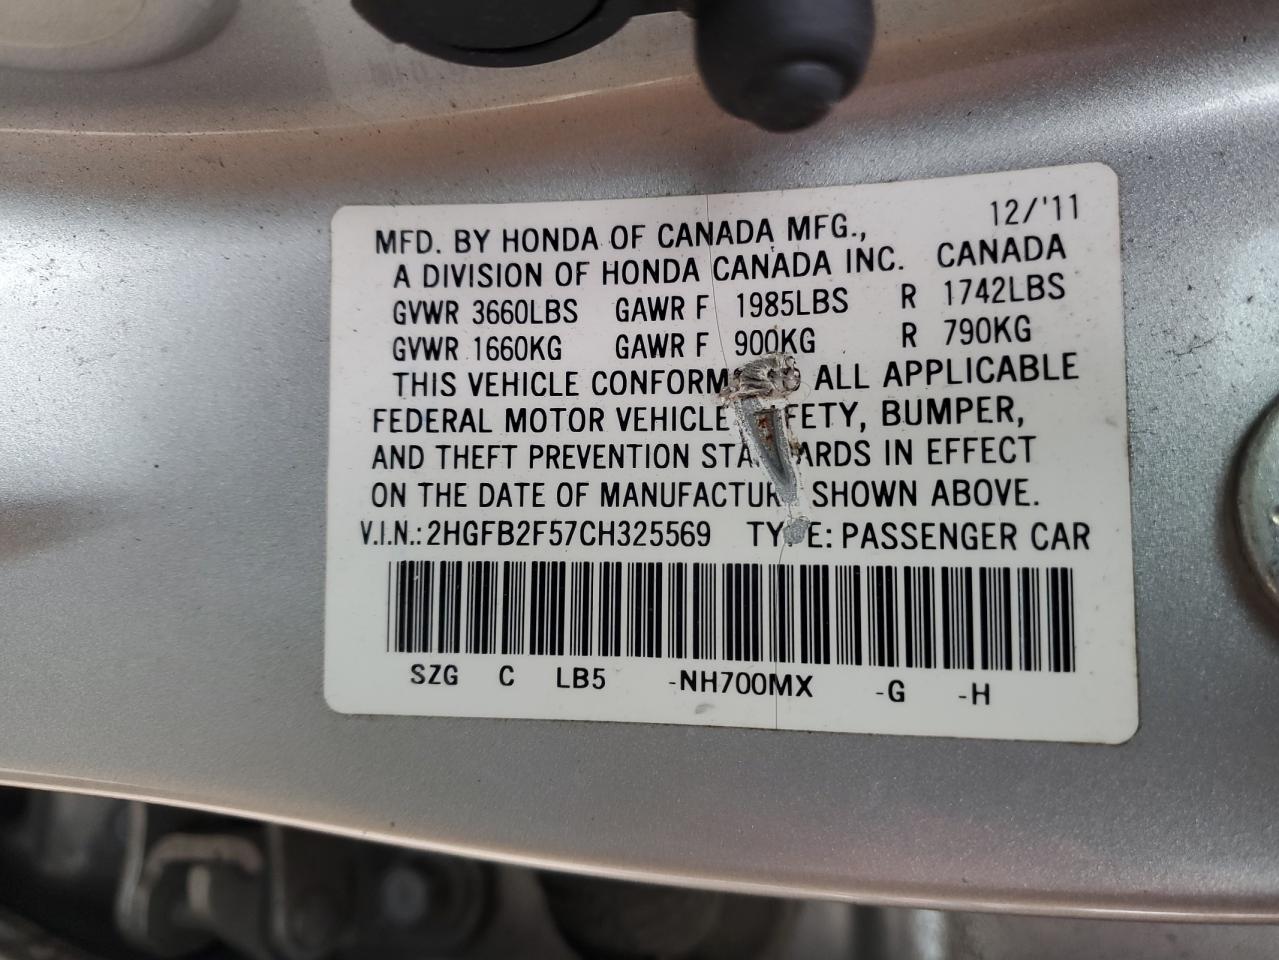 12/'11
MFD. BY HONDA OF CANADA MFG.,
A DIVISION OF HONDA CANADA INC. CANADA
GVWR 3660LBS GAWR F 1985LBS R 1742LBS
GVWR 1660KG GAWR F 900KG R 790KG
THIS VEHICLE CONFORM ALL APPLICABLE
FEDERAL MOTOR VEHICLE FETY, BUMPER,
AND THEFT PREVENTION STA ARDS IN EFFECT
ON THE DATE OF MANUFACTUR SHOWN ABOVE.
V.I.N.: 2HGFB2F57CH325569 TYPE: PASSENGER CAR
SZG C LB5 -NH700MX -G -H